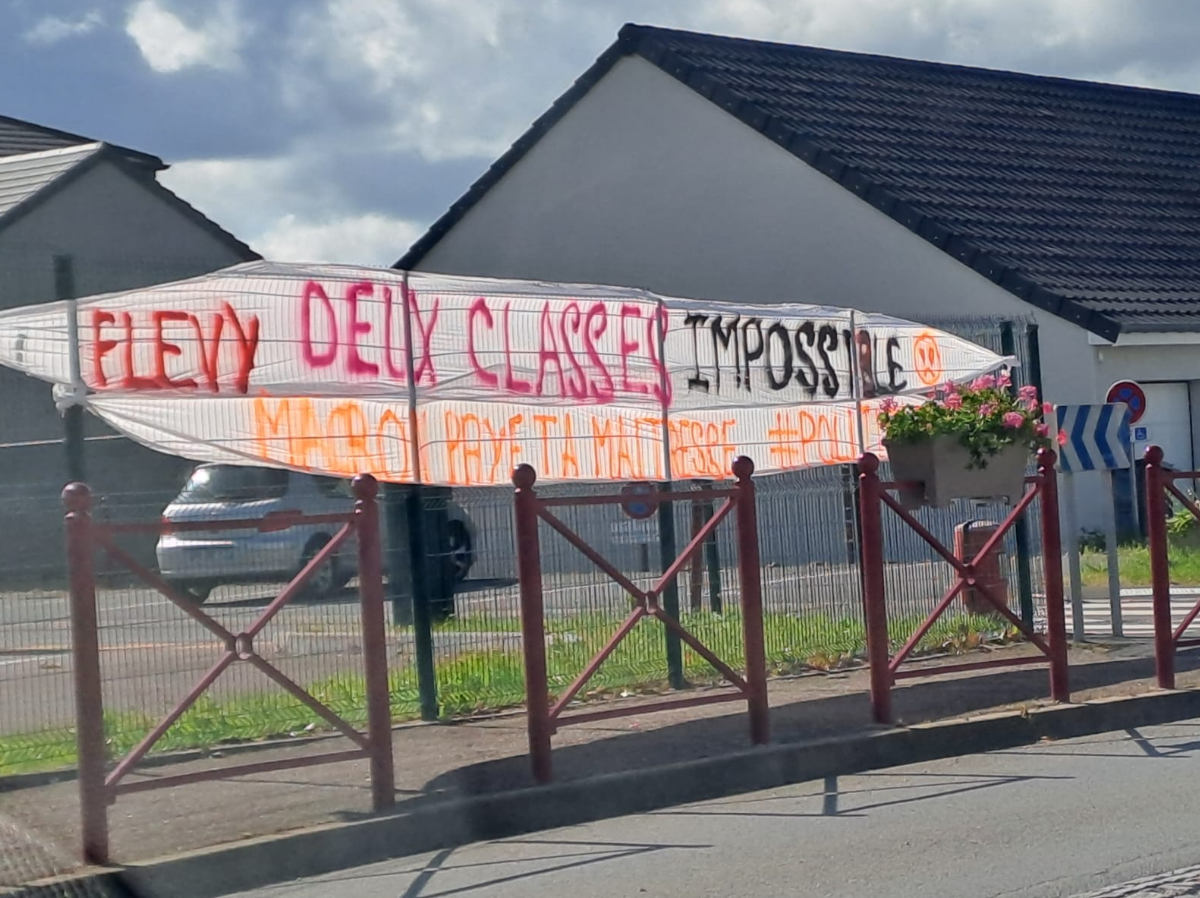 FLEVY DEUX CLASSES IMPOSSIBLE
MACRON PAYE TA MAITRESSE